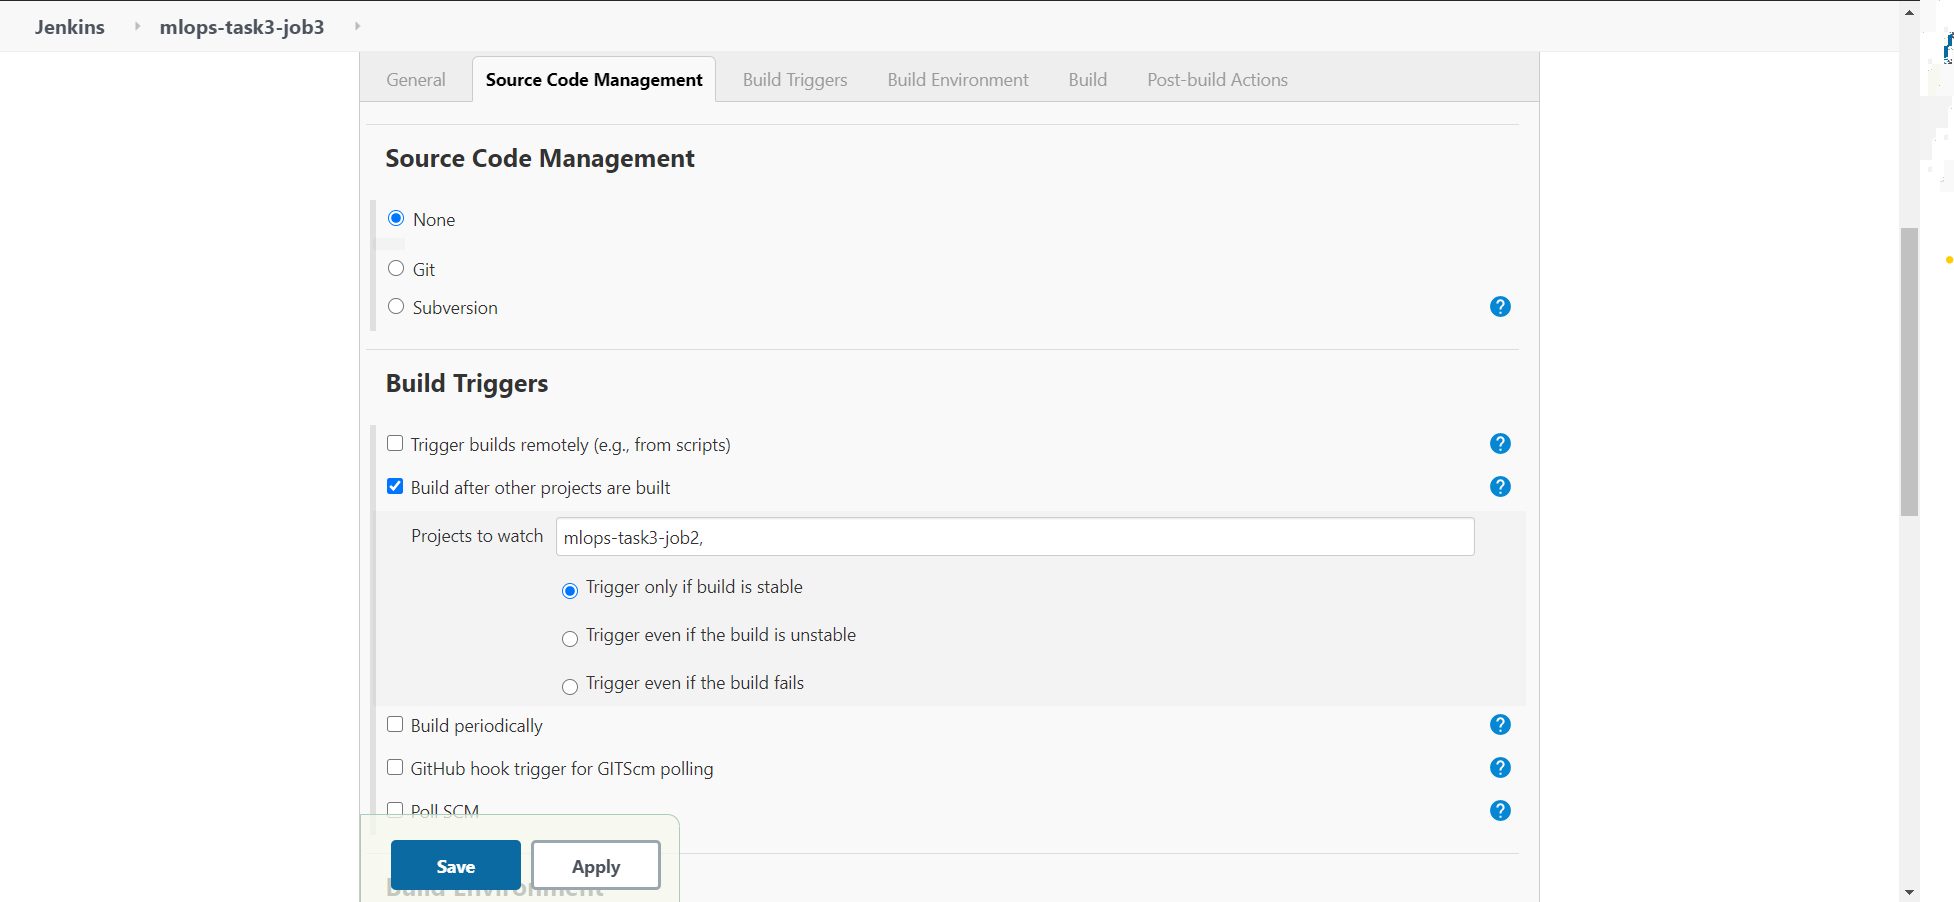 Jenkins mlops-task3-job3
General Source Code Management Build Triggers Build Environment Build Post-build Actions
Source Code Management
None
Git
Subversion
Build Triggers
Trigger builds remotely (e.g., from scripts)
Build after other projects are built
Projects to watch mlops-task3-job2,
Trigger only if build is stable
Trigger even if the build is unstable
Trigger even if the build fails
Build periodically
GitHub hook trigger for GITScm polling
Poll SCM
Save Apply
Build Environment